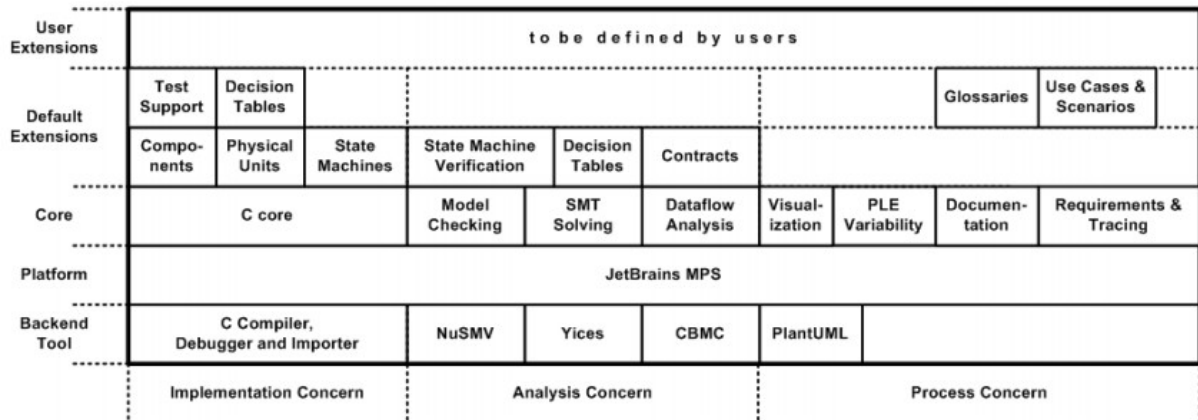 User
Extensions
to be defined by users
Default
Extensions
Test
Support
Decision
Tables
Glossaries
Use Cases &
Scenarios
Compo-
nents
Physical
Units
State
Machines
State Machine
Verification
Decision
Tables
Contracts
Core
C core
Model
Checking
SMT
Solving
Dataflow
Analysis
Visual-
ization
PLE
Variability
Documen-
tation
Requirements &
Tracing
Platform
JetBrains MPS
Backend
Tool
C Compiler,
Debugger and Importer
NuSMV
Yices
CBMC
PlantUML
Implementation Concern
Analysis Concern
Process Concern